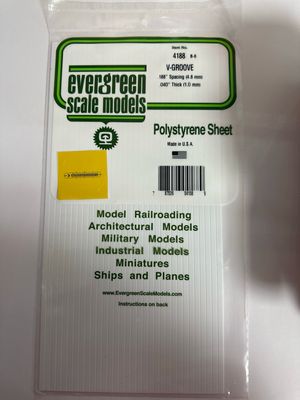 Item No.
4188
V-GROOVE
.188" Spacing (4.8 mm)
.040" Thick (1.0 mm)
evergreen
scale models
Polystyrene Sheet
Made in U.S.A.
Model Railroading
Architectural Models
Military Models
Industrial Models
Miniatures
Ships and Planes
www.EvergreenScaleModels.com
Instructions on back